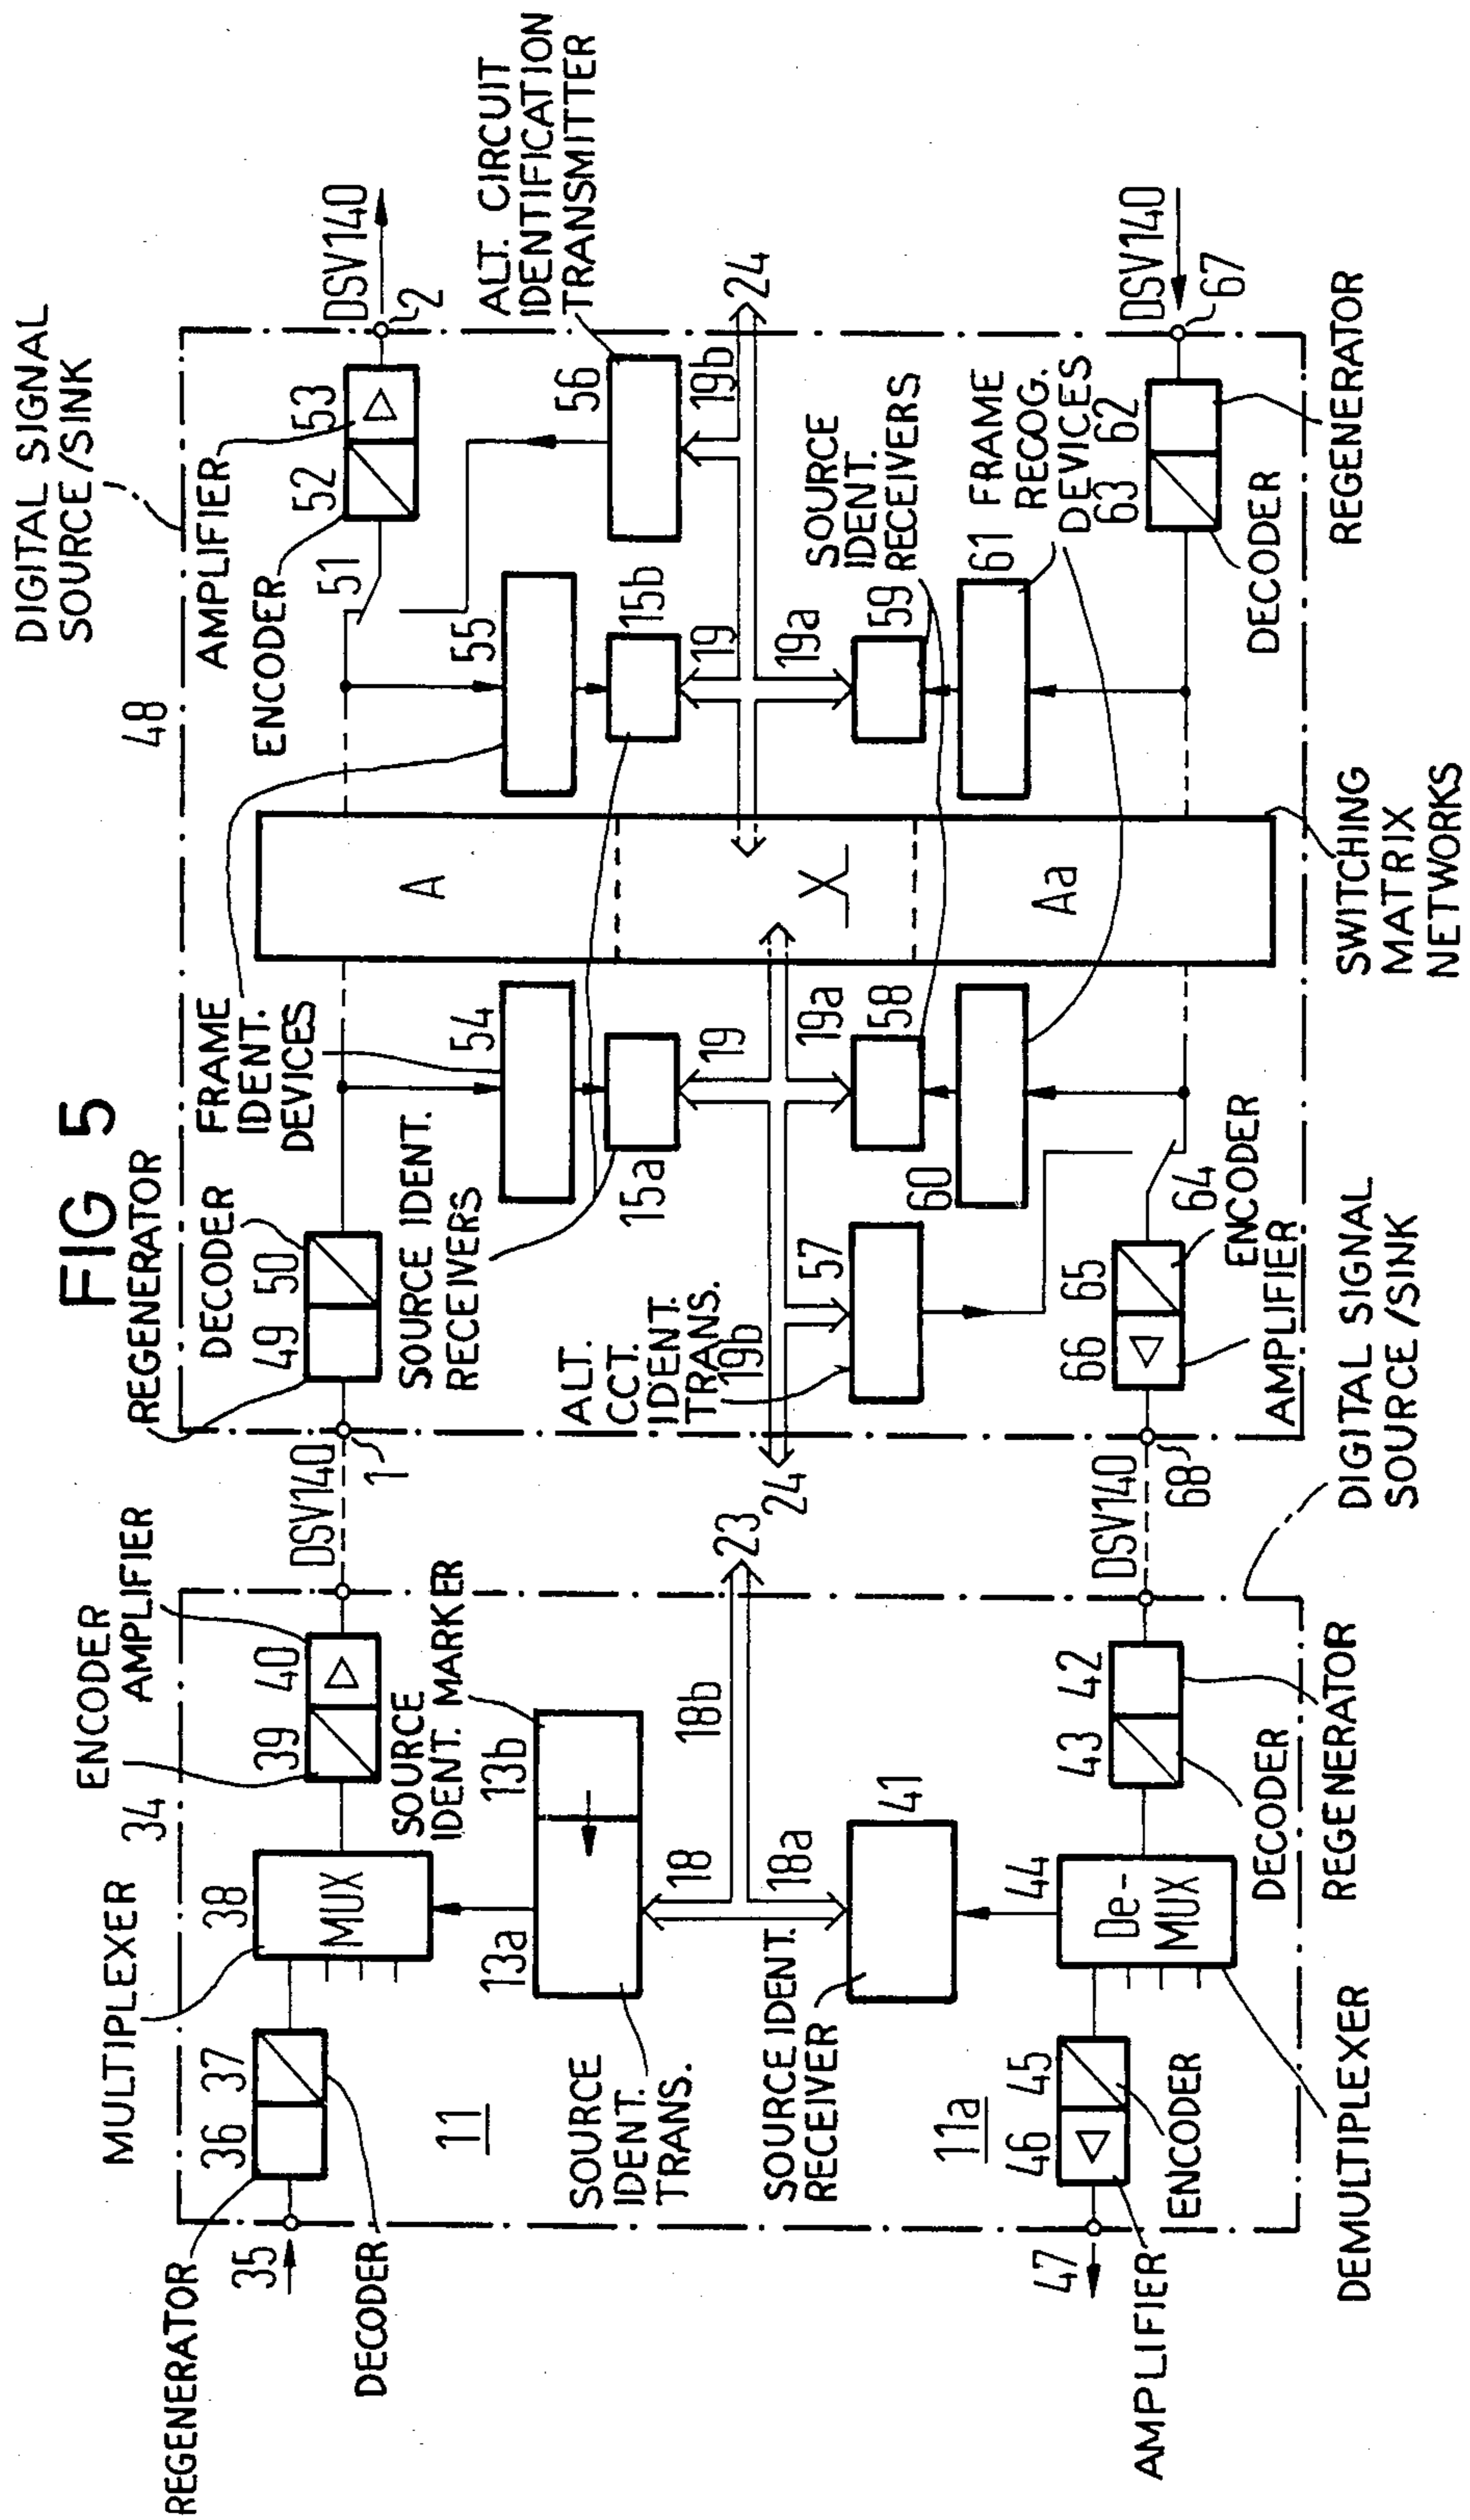 FIG 5
DIGITAL SIGNAL
SOURCE/SINK
48
REGENERATOR
DECODER
49
50
FRAME
IDENT.
DEVICES
AMPLIFIER
ENCODER
51
52
53
DSV140
2
DSV140
1
SOURCE IDENT.
RECEIVERS
54
55
15a
15b
56
ALT. CIRCUIT
IDENTIFICATION
TRANSMITTER
A
X
Aa
19
19
19a
19a
19b
19b
24
24
ALT.
CCT.
IDENT.
TRANS.
57
58
59
SOURCE
IDENT.
RECEIVERS
60
61
FRAME
RECOG.
DEVICES
63
62
DSV140
67
DECODER
REGENERATOR
64
ENCODER
66
65
AMPLIFIER
68
DSV140
SWITCHING
MATRIX
NETWORKS
DIGITAL SIGNAL
SOURCE/SINK
34
ENCODER
AMPLIFIER
MULTIPLEXER
REGENERATOR
35
36
37
DECODER
38
MUX
39
40
SOURCE
IDENT. MARKER
13a
13b
11
SOURCE
IDENT.
TRANS.
18
18a
18b
23
SOURCE IDENT.
RECEIVER
41
11a
44
De-
MUX
43
42
DECODER
REGENERATOR
46
45
47
ENCODER
AMPLIFIER
DEMULTIPLEXER